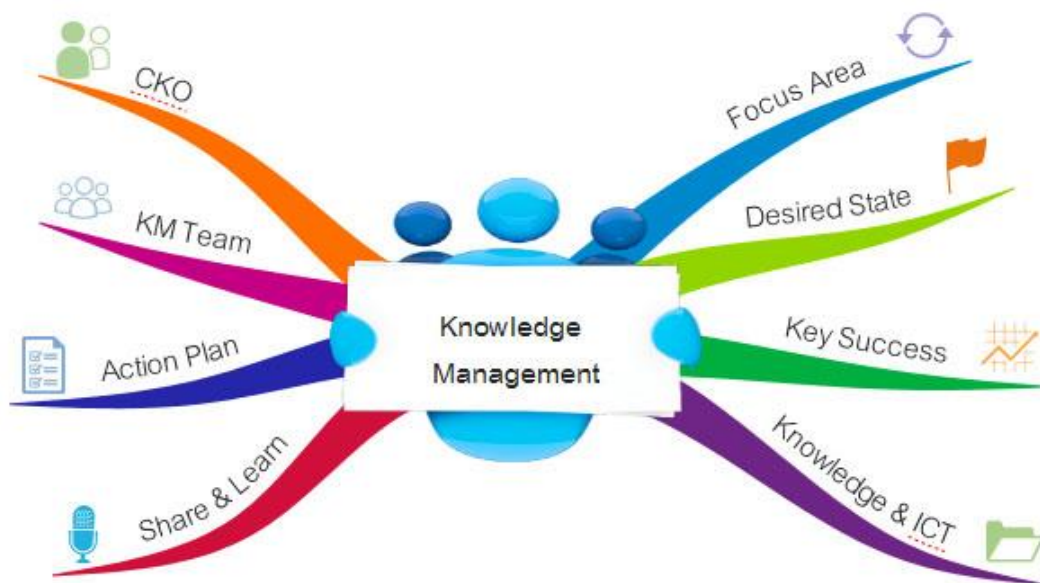 CKO
KM Team
Action Plan
Share & Learn
Knowledge
Management
Focus Area
Desired State
Key Success
Knowledge & ICT